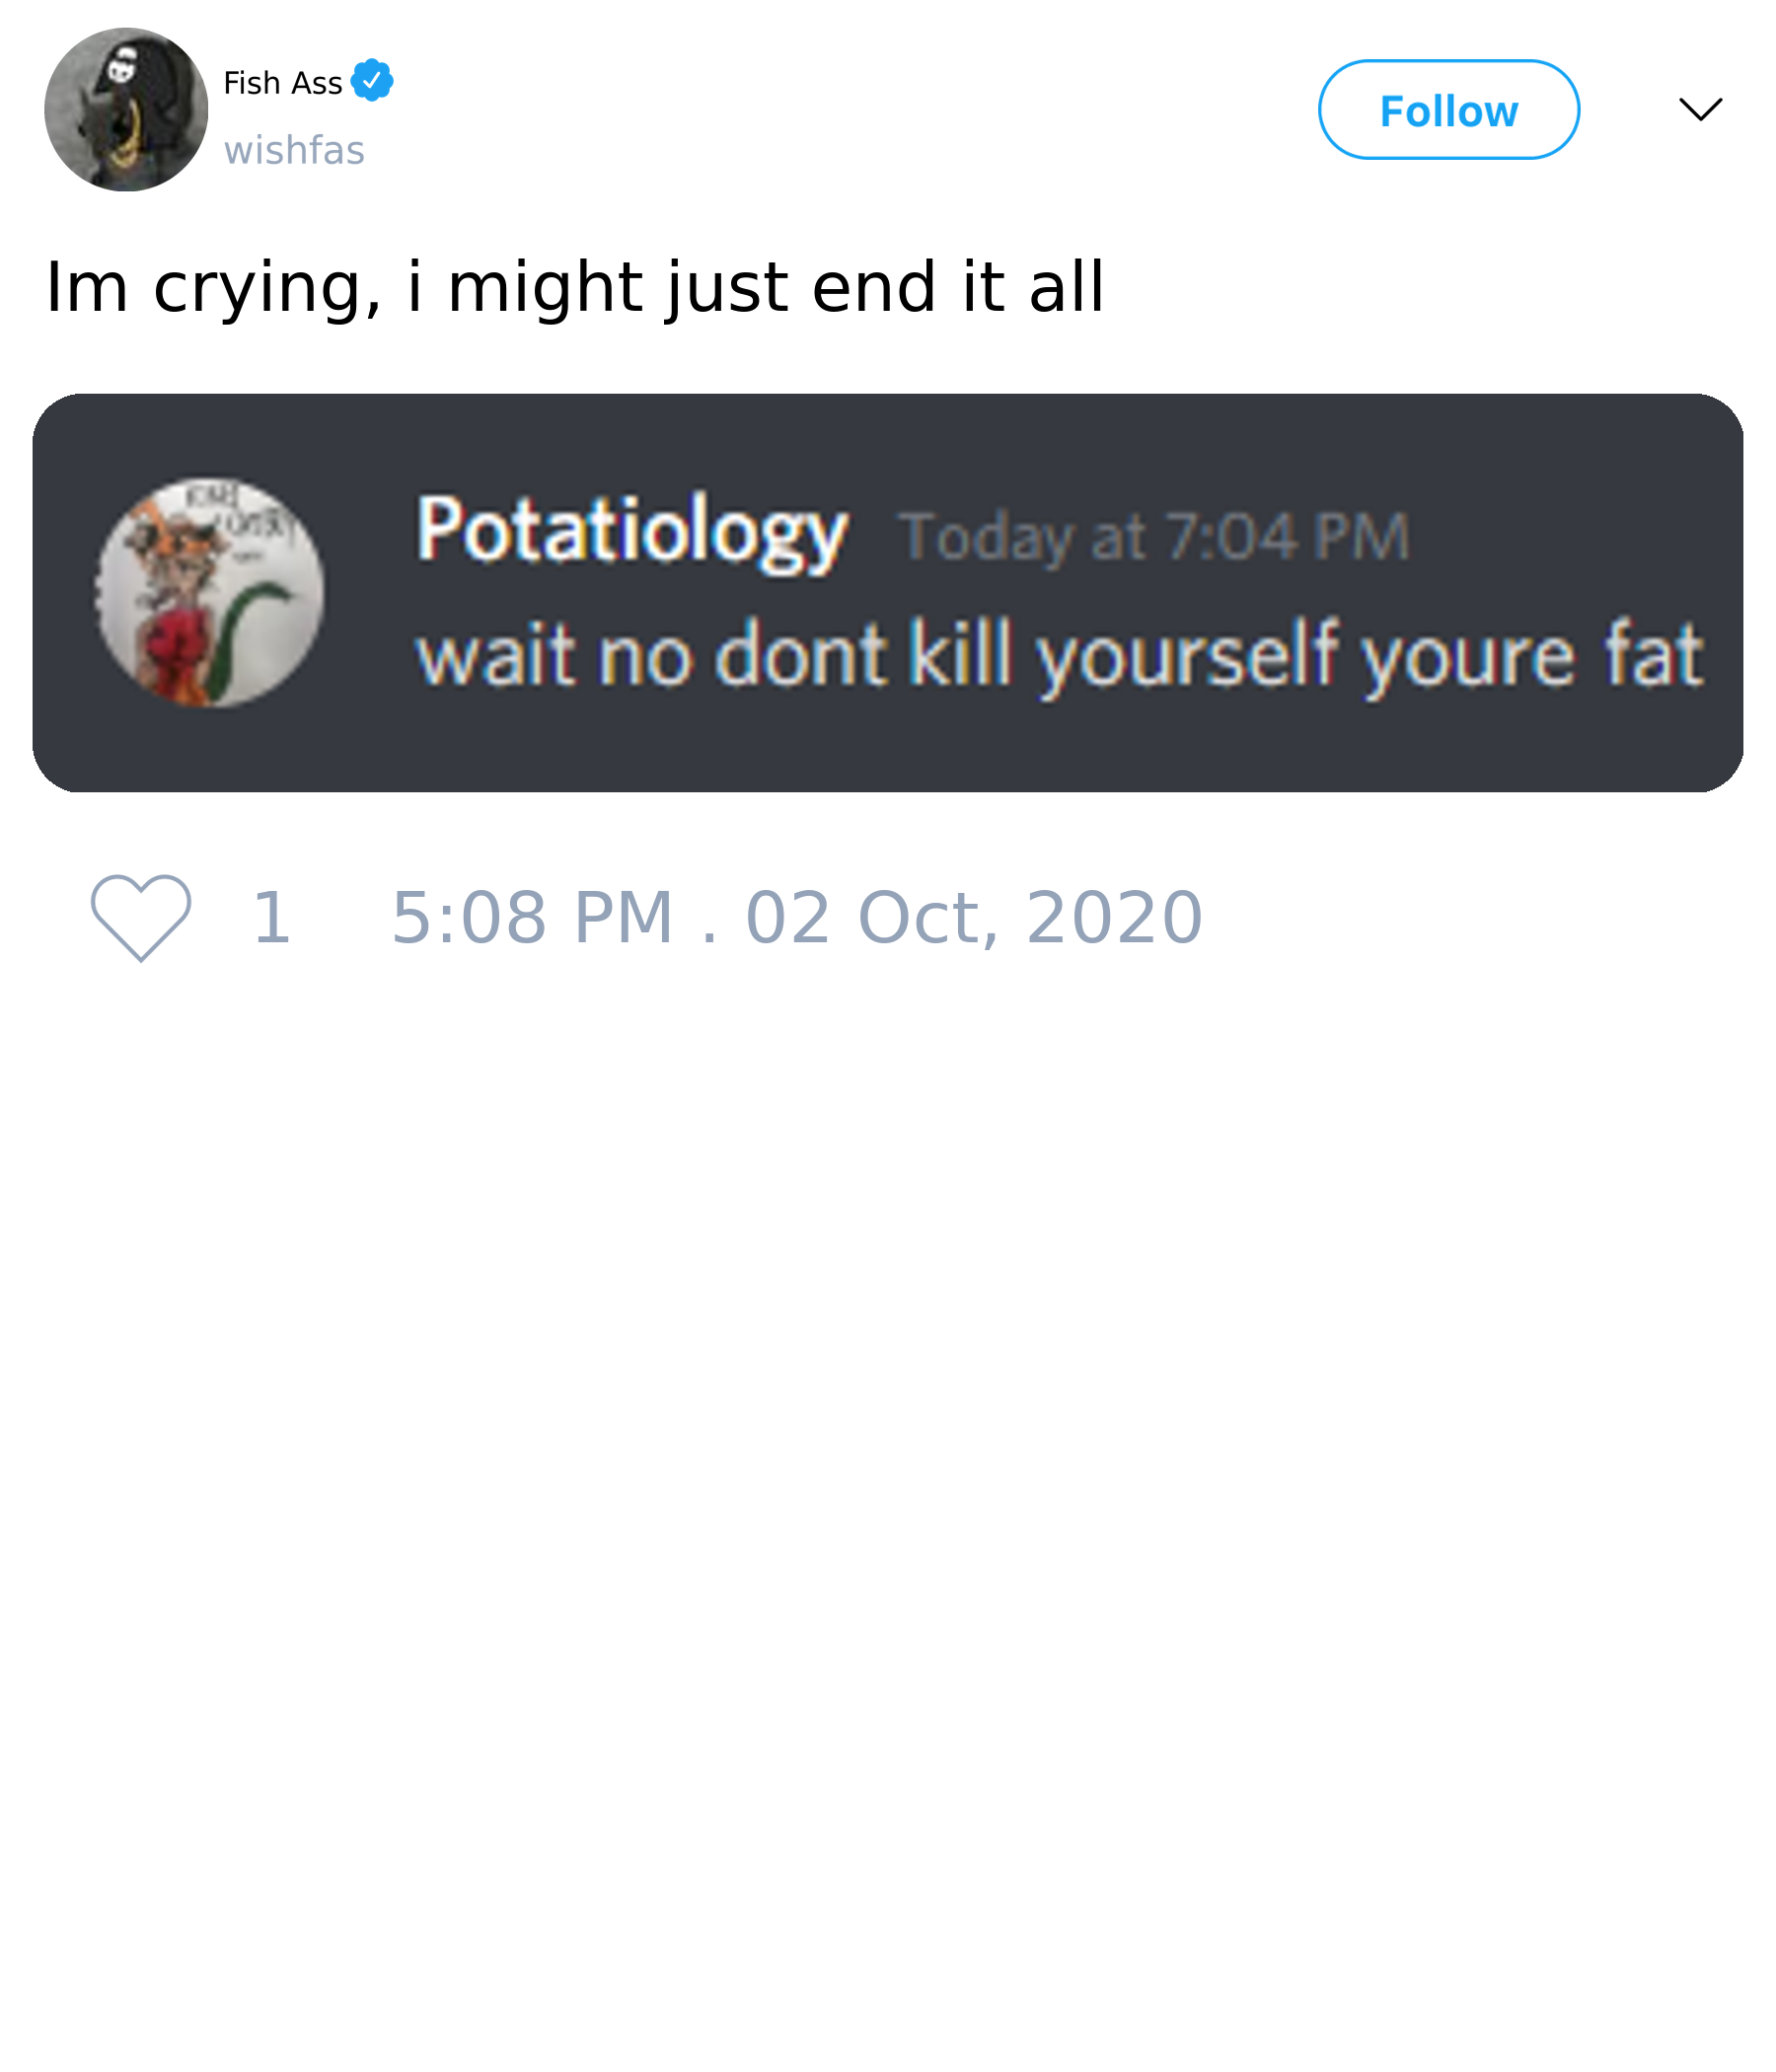 Fish Ass
wishfas
Follow
Im crying, i might just end it all
Potatiology Today at 7:04 PM
wait no dont kill yourself youre fat
1 5:08 PM . 02 Oct, 2020